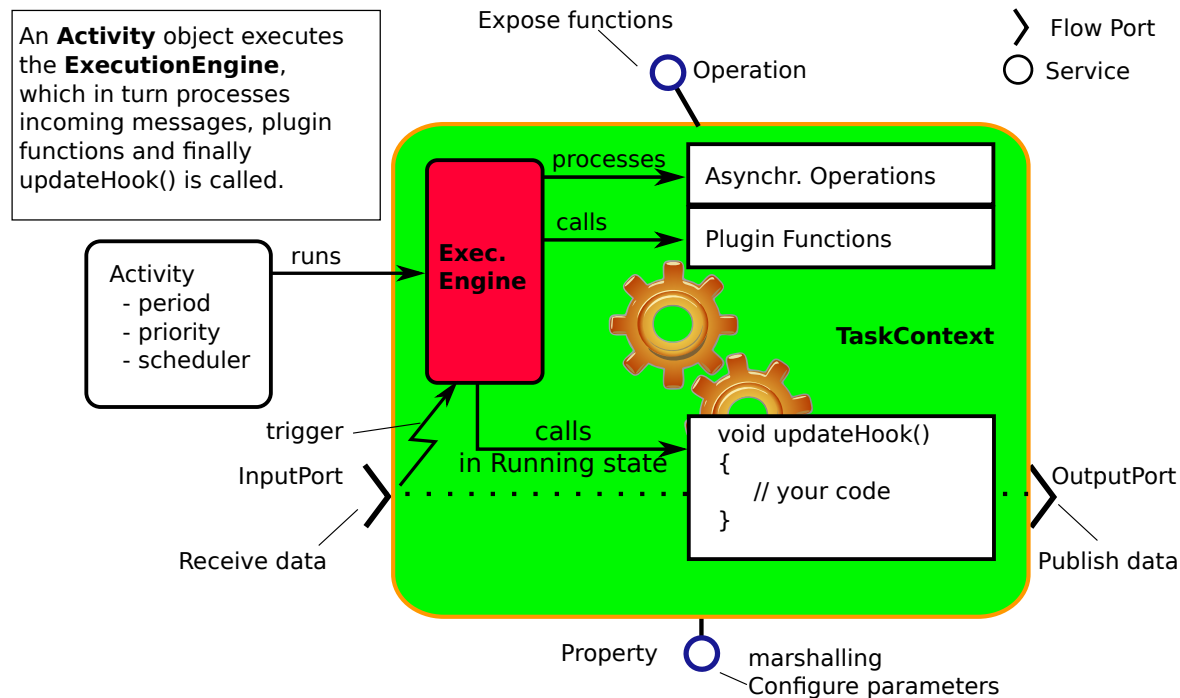 An Activity object executes
the ExecutionEngine,
which in turn processes
incoming messages, plugin
functions and finally
updateHook() is called.
Expose functions
Operation
Flow Port
Service
processes
Asynchr. Operations
calls
Plugin Functions
runs
Exec.
Engine
Activity
- period
- priority
- scheduler
TaskContext
trigger
calls
in Running state
void updateHook()
{
// your code
}
InputPort
OutputPort
Receive data
Publish data
Property
marshalling
Configure parameters